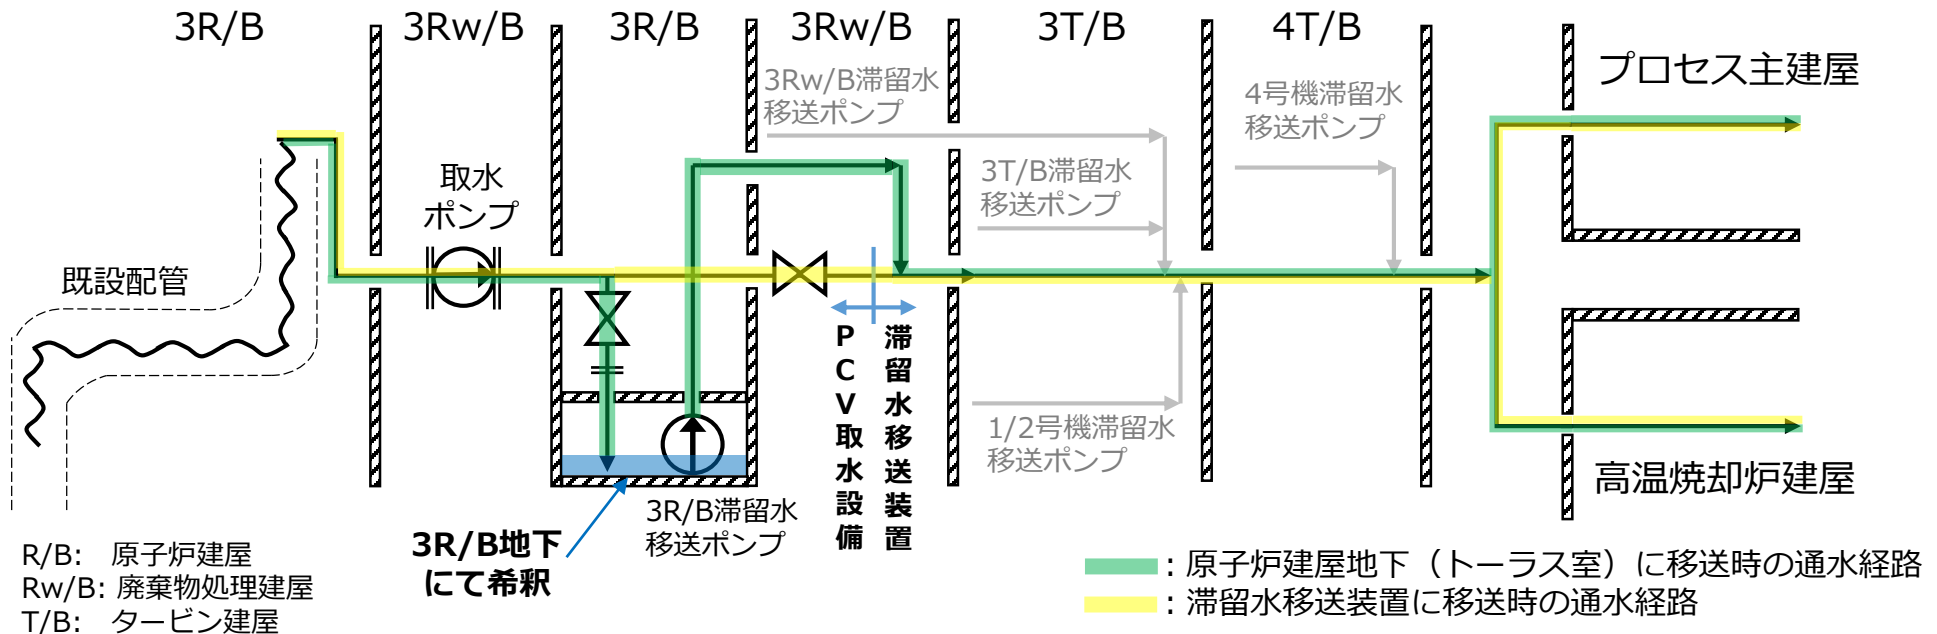 3R/B
3Rw/B
3R/B
3Rw/B
3T/B
4T/B
プロセス主建屋
3Rw/B滞留水
移送ポンプ
4号機滞留水
移送ポンプ
取水
ポンプ
3T/B滞留水
移送ポンプ
既設配管
PCV取水設備
滞留水移送装置
1/2号機滞留水
移送ポンプ
高温焼却炉建屋
3R/B滞留水
移送ポンプ
3R/B地下
にて希釈
R/B: 原子炉建屋
Rw/B: 廃棄物処理建屋
T/B: タービン建屋
: 原子炉建屋地下（トーラス室）に移送時の通水経路
: 滞留水移送装置に移送時の通水経路